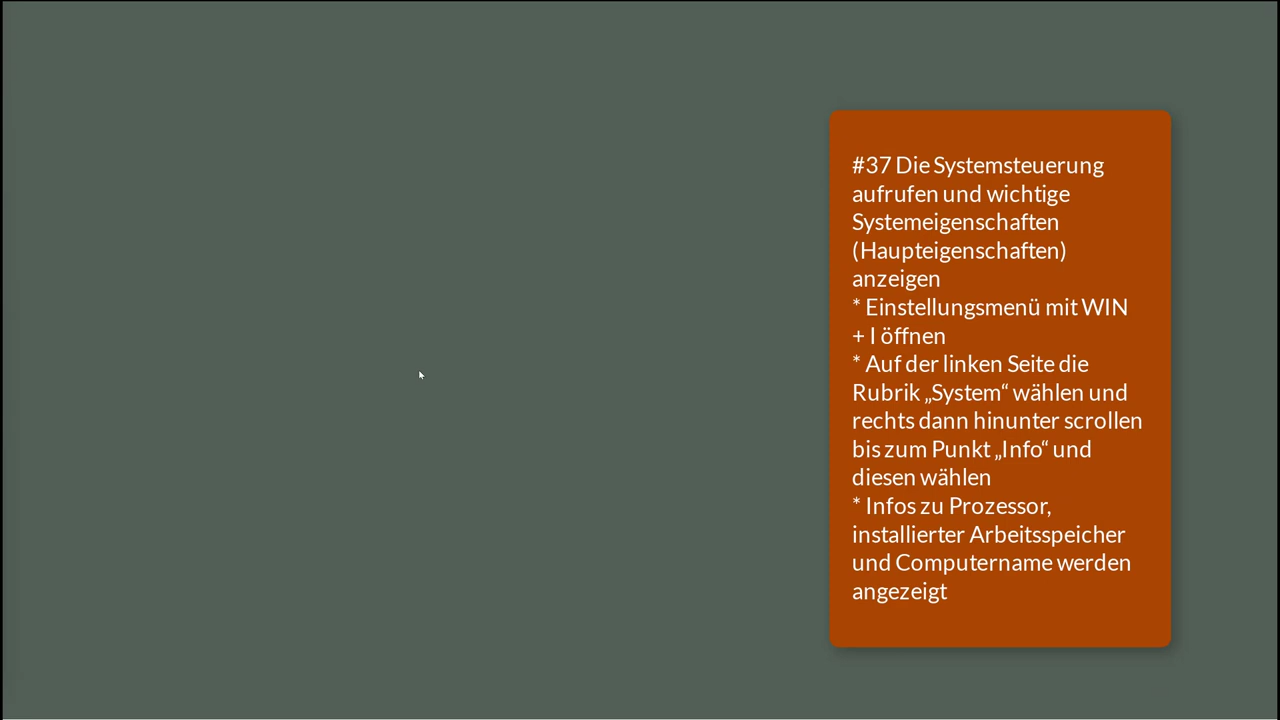 #37 Die Systemsteuerung
aufrufen und wichtige
Systemeigenschaften
(Haupteigenschaften)
anzeigen
* Einstellungsmenü mit WIN
+ I öffnen
* Auf der linken Seite die
Rubrik „System“ wählen und
rechts dann hinunter scrollen
bis zum Punkt „Info“ und
diesen wählen
* Infos zu Prozessor,
installierter Arbeitsspeicher
und Computername werden
angezeigt